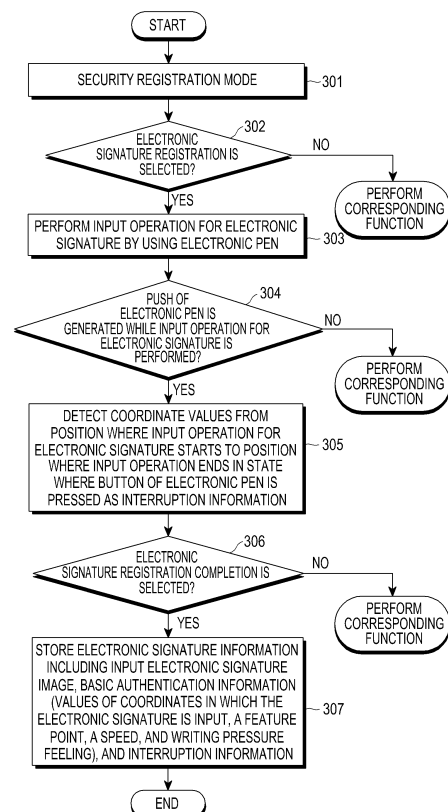 START
SECURITY REGISTRATION MODE
301
302
ELECTRONIC
SIGNATURE REGISTRATION IS
SELECTED?
NO
YES
PERFORM
CORRESPONDING
FUNCTION
PERFORM INPUT OPERATION FOR ELECTRONIC
SIGNATURE BY USING ELECTRONIC PEN
303
304
PUSH OF
ELECTRONIC PEN IS
GENERATED WHILE INPUT OPERATION FOR
ELECTRONIC SIGNATURE IS
PERFORMED?
NO
YES
PERFORM
CORRESPONDING
FUNCTION
DETECT COORDINATE VALUES FROM
POSITION WHERE INPUT OPERATION FOR
ELECTRONIC SIGNATURE STARTS TO POSITION
WHERE INPUT OPERATION ENDS IN STATE
WHERE BUTTON OF ELECTRONIC PEN IS
PRESSED AS INTERRUPTION INFORMATION
305
306
ELECTRONIC
SIGNATURE REGISTRATION COMPLETION IS
SELECTED?
NO
YES
PERFORM
CORRESPONDING
FUNCTION
STORE ELECTRONIC SIGNATURE INFORMATION
INCLUDING INPUT ELECTRONIC SIGNATURE
IMAGE, BASIC AUTHENTICATION INFORMATION
(VALUES OF COORDINATES IN WHICH THE
ELECTRONIC SIGNATURE IS INPUT, A FEATURE
POINT, A SPEED, AND WRITING PRESSURE
FEELING), AND INTERRUPTION INFORMATION
307
END